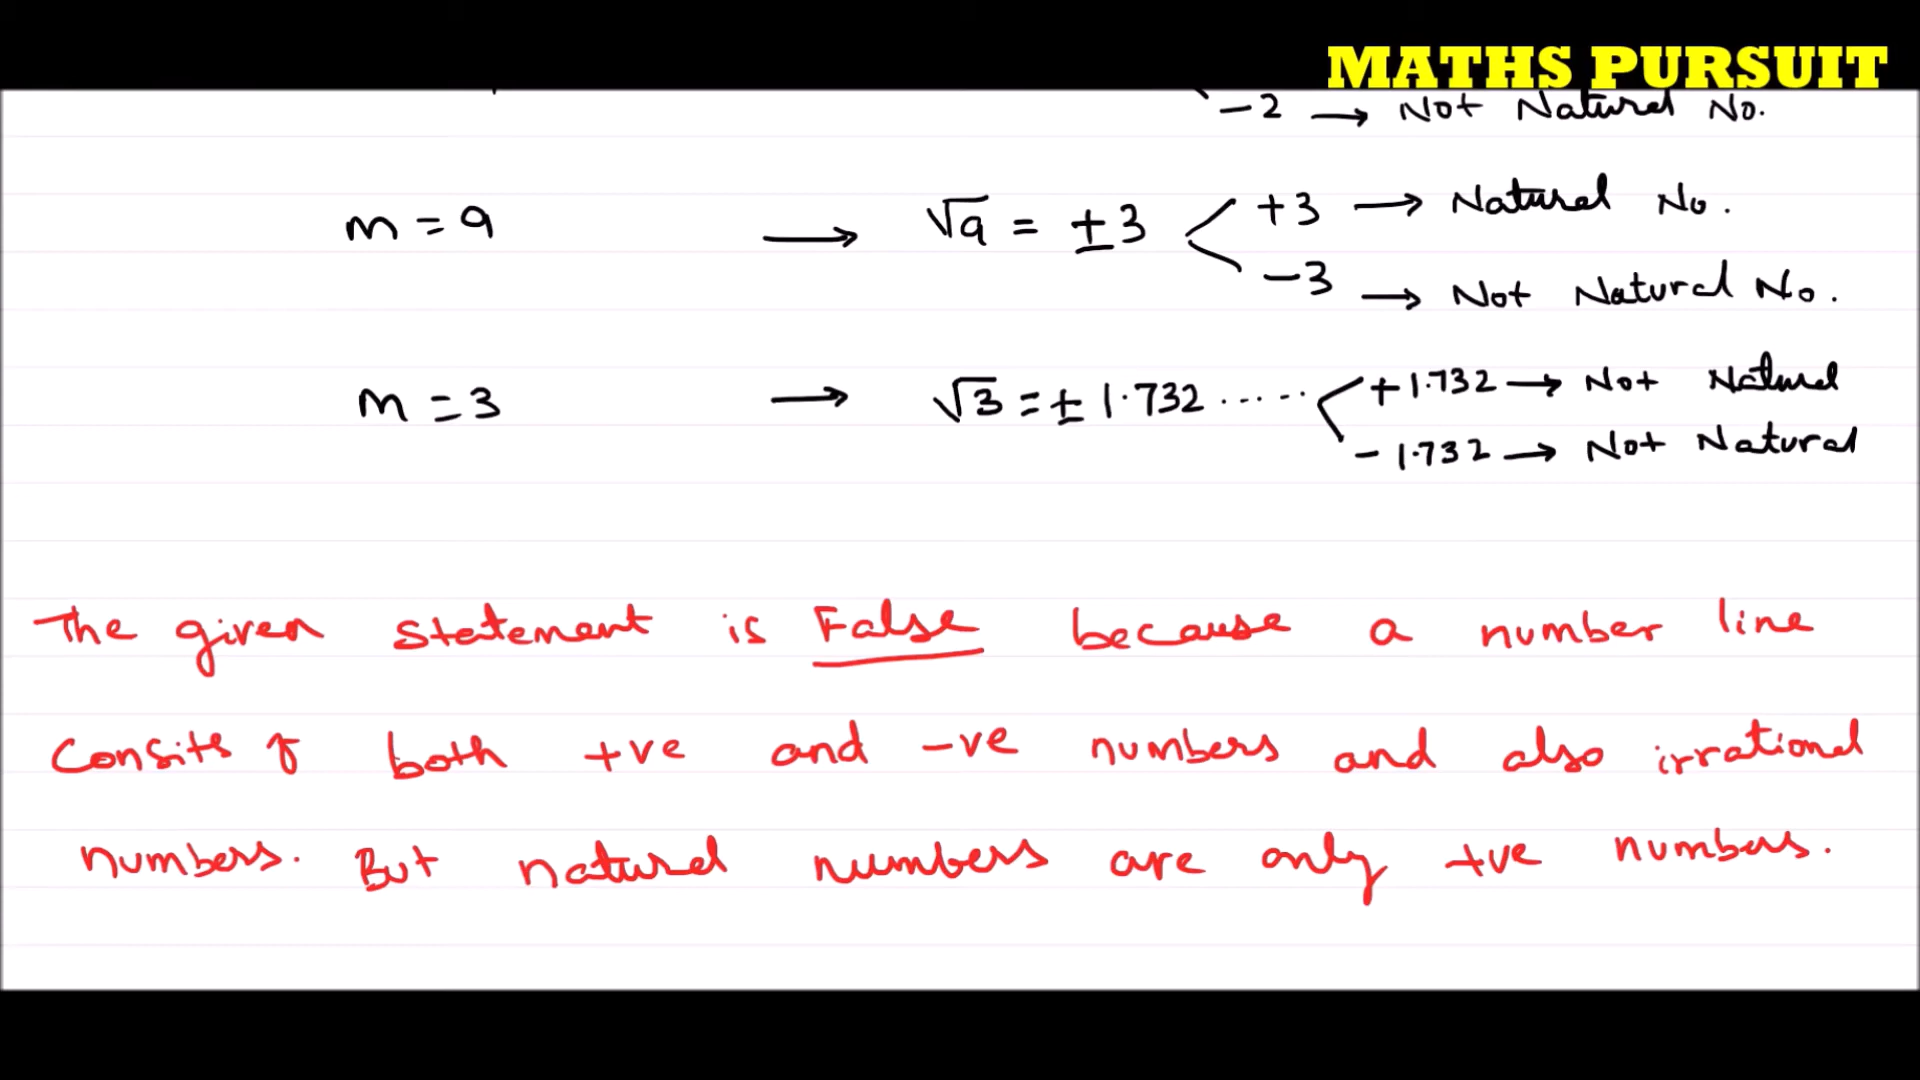 MATHS PURSUIT
-2 → Not Natural No.
m = 9 → √9 = ±3 +3 → Natural No.
-3 → Not Natural No.
m = 3 → √3 = ± 1.732 ..... +1.732 → Not Natural
- 1.732 → Not Natural
The given statement is False because a number line
Consits of both +ve and -ve numbers and also irrational
numbers. But natural numbers are only +ve numbers.